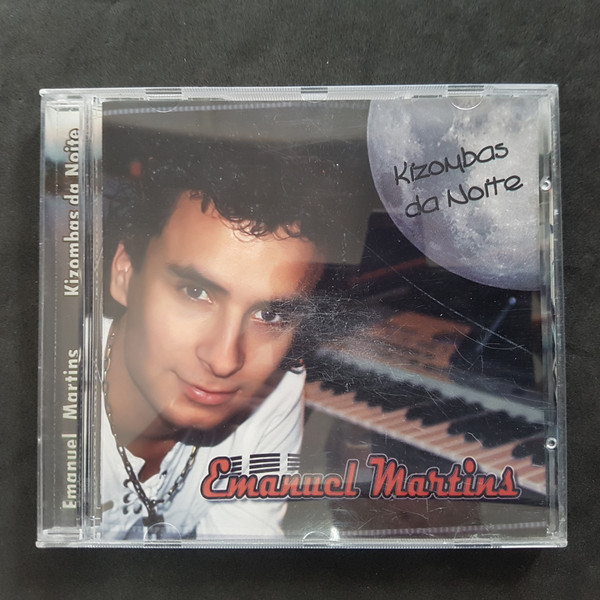 Emanuel Martins Kizombas da Noite
Kizombas
da Noite
Emanuel Martins